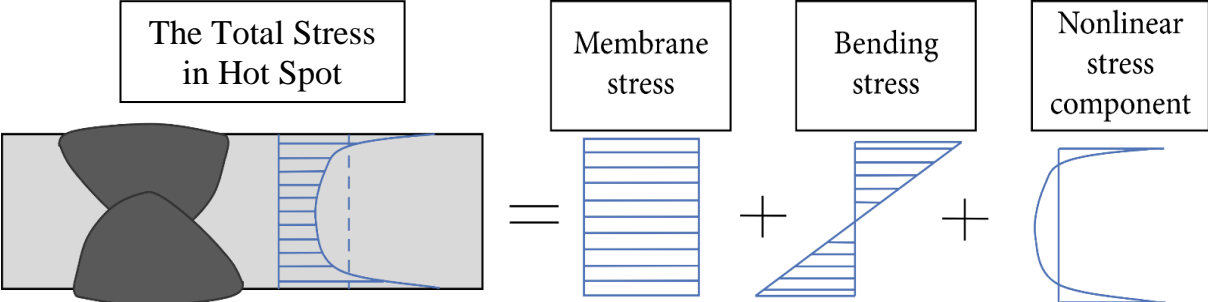 The Total Stress
in Hot Spot
Membrane
stress
Bending
stress
Nonlinear
stress
component
= + +